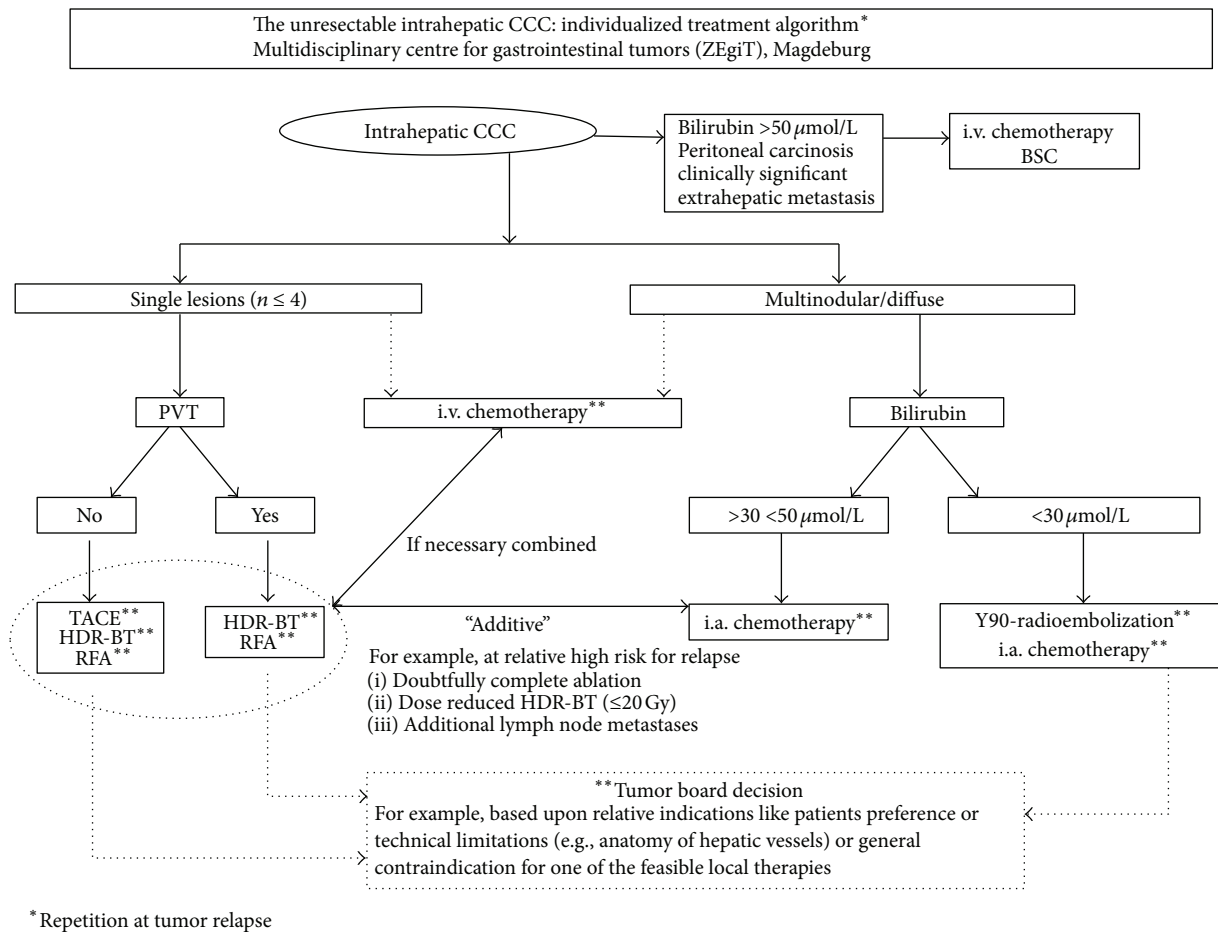 The unresectable intrahepatic CCC: individualized treatment algorithm*
Multidisciplinary centre for gastrointestinal tumors (ZEgiT), Magdeburg
Intrahepatic CCC
Bilirubin >50 μmol/L
Peritoneal carcinosis
clinically significant
extrahepatic metastasis
i.v. chemotherapy
BSC
Single lesions (n ≤ 4)
Multinodular/diffuse
PVT
i.v. chemotherapy**
Bilirubin
No
Yes
>30 <50 μmol/L
<30 μmol/L
If necessary combined
TACE**
HDR-BT**
RFA**
HDR-BT**
RFA**
i.a. chemotherapy**
Y90-radioembolization**
i.a. chemotherapy**
“Additive”
For example, at relative high risk for relapse
(i) Doubtfully complete ablation
(ii) Dose reduced HDR-BT (≤20 Gy)
(iii) Additional lymph node metastases
**Tumor board decision
For example, based upon relative indications like patients preference or
technical limitations (e.g., anatomy of hepatic vessels) or general
contraindication for one of the feasible local therapies
*Repetition at tumor relapse